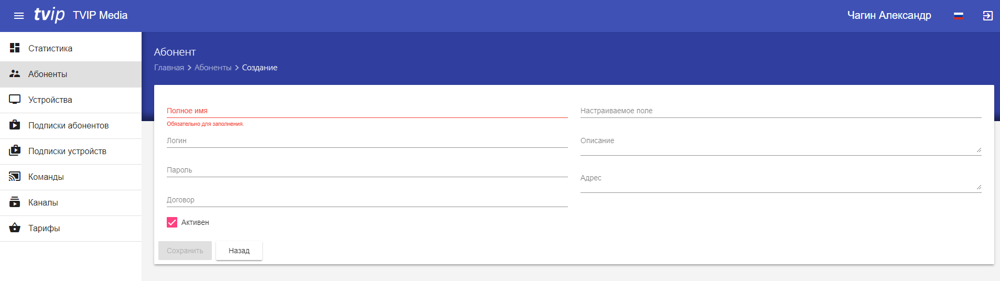 tvip TVIP Media
Чагин Александр
Статистика
Абоненты
Устройства
Подписки абонентов
Подписки устройств
Команды
Каналы
Тарифы
Абонент
Главная > Абоненты > Создание
Полное имя
Обязательно для заполнения.
Логин
Пароль
Договор
Активен
Настраиваемое поле
Описание
Адрес
Сохранить
Назад